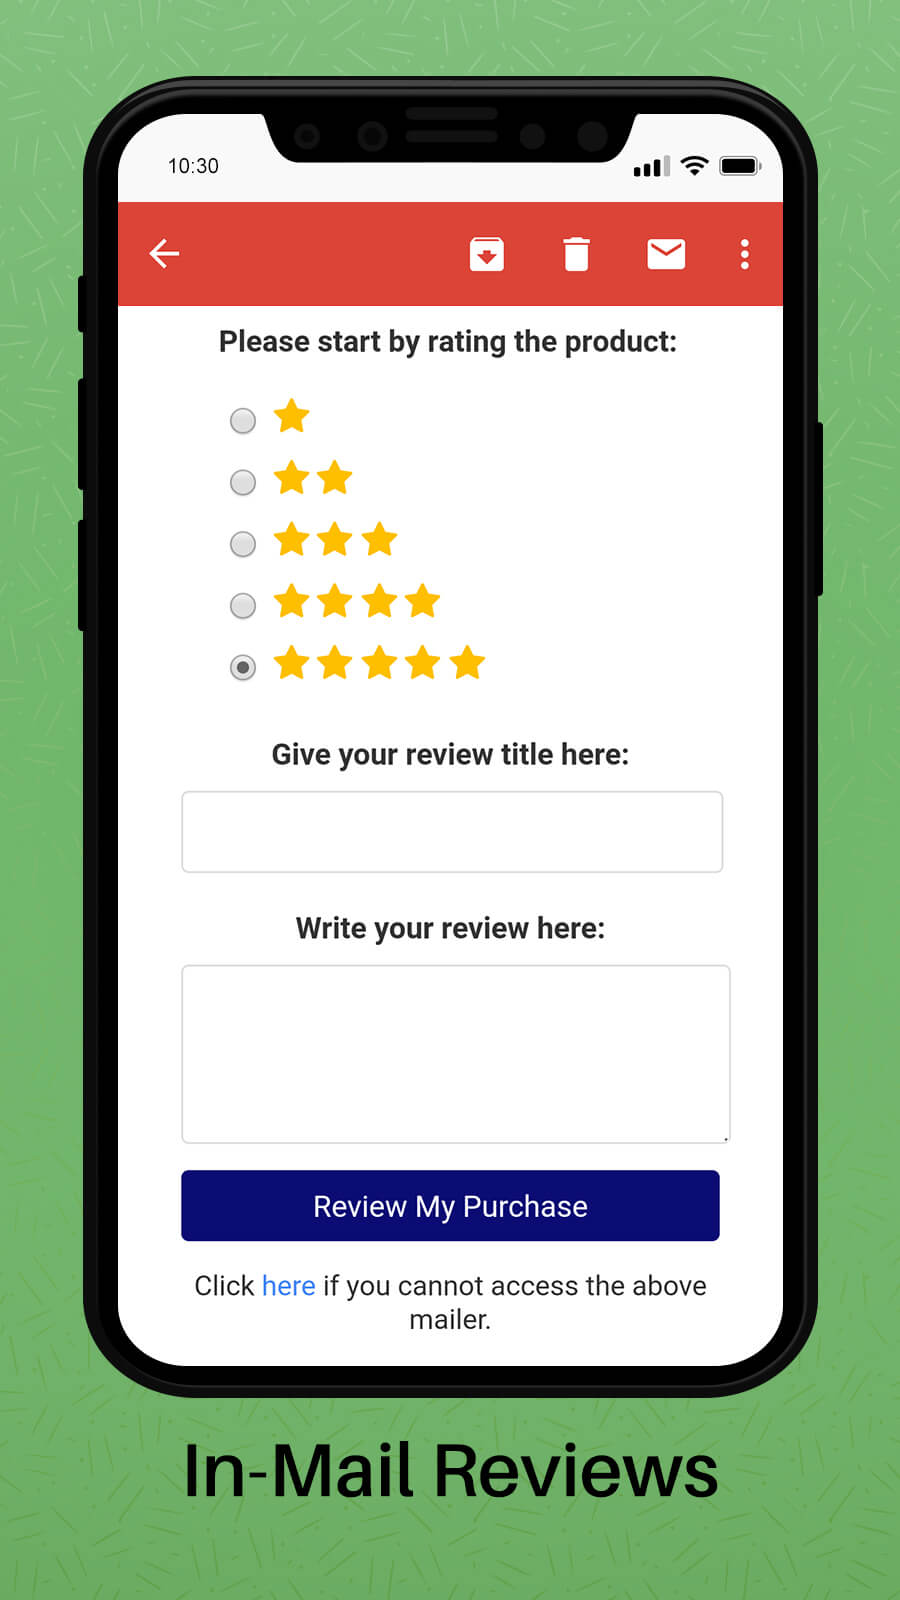 10:30
Please start by rating the product:
Give your review title here:
Write your review here:
Review My Purchase
Click here if you cannot access the above
mailer.
In-Mail Reviews